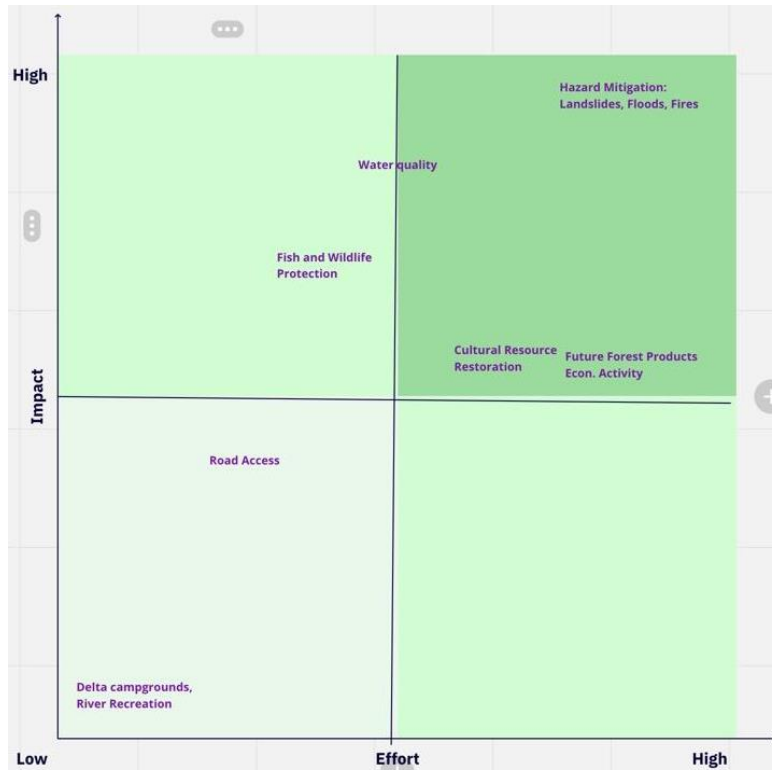 High
Hazard Mitigation:
Landslides, Floods, Fires
Water quality
Fish and Wildlife
Protection
Cultural Resource
Restoration
Future Forest Products
Econ. Activity
Impact
Road Access
Delta campgrounds,
River Recreation
Low
Effort
High